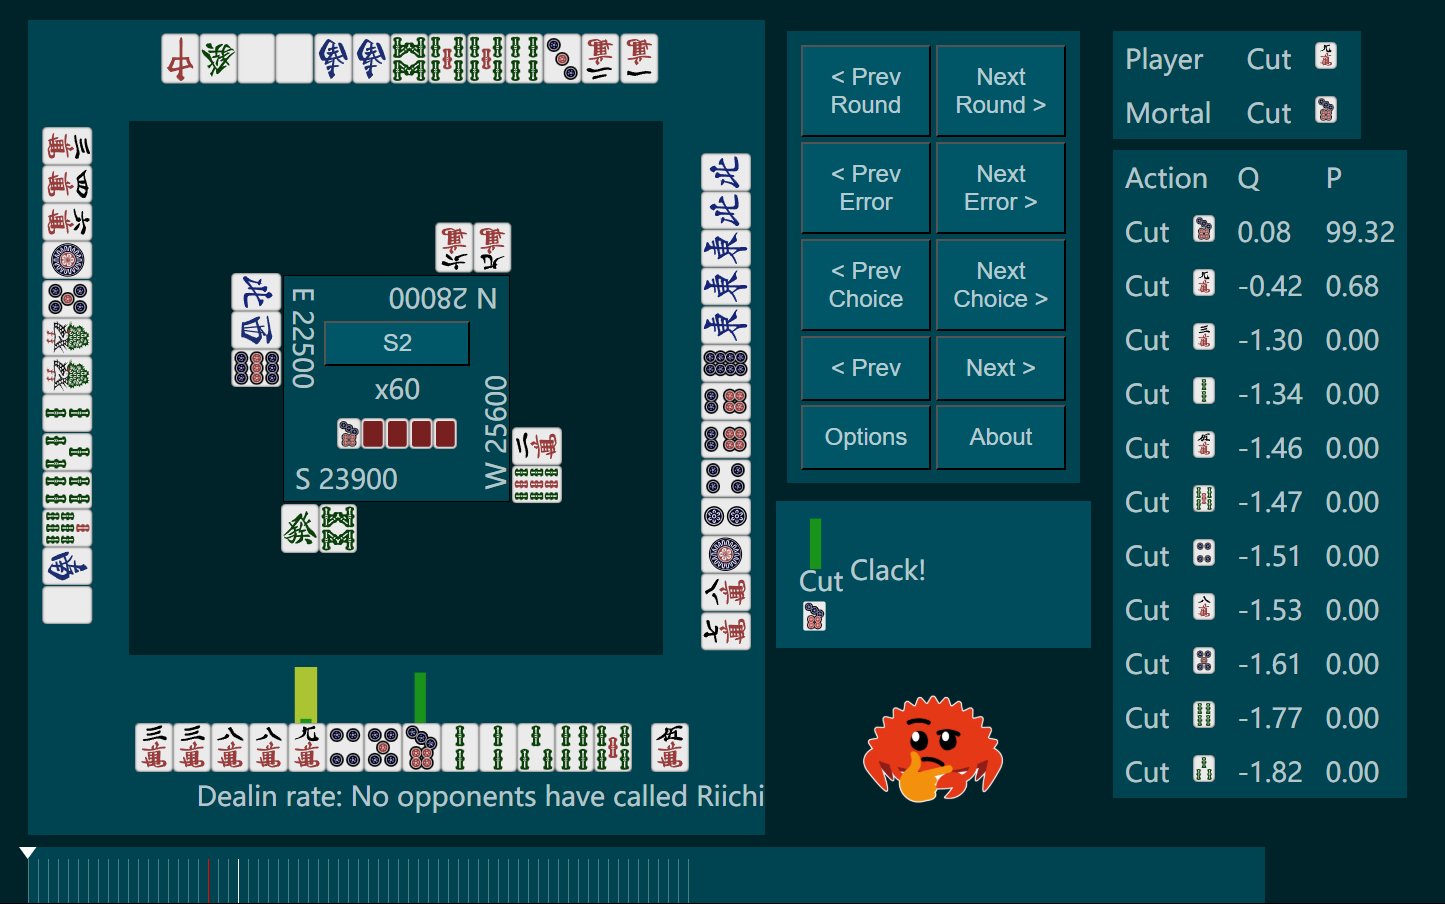 N 28000
E 22500
S2
x60
W 25600
S 23900
Dealin rate: No opponents have called Riichi
< Prev
Round
Next
Round >
< Prev
Error
Next
Error >
< Prev
Choice
Next
Choice >
< Prev
Next >
Options
About
Cut
Clack!
Player Cut
Mortal Cut
Action Q P
Cut 0.08 99.32
Cut -0.42 0.68
Cut -1.30 0.00
Cut -1.34 0.00
Cut -1.46 0.00
Cut -1.47 0.00
Cut -1.51 0.00
Cut -1.53 0.00
Cut -1.61 0.00
Cut -1.77 0.00
Cut -1.82 0.00